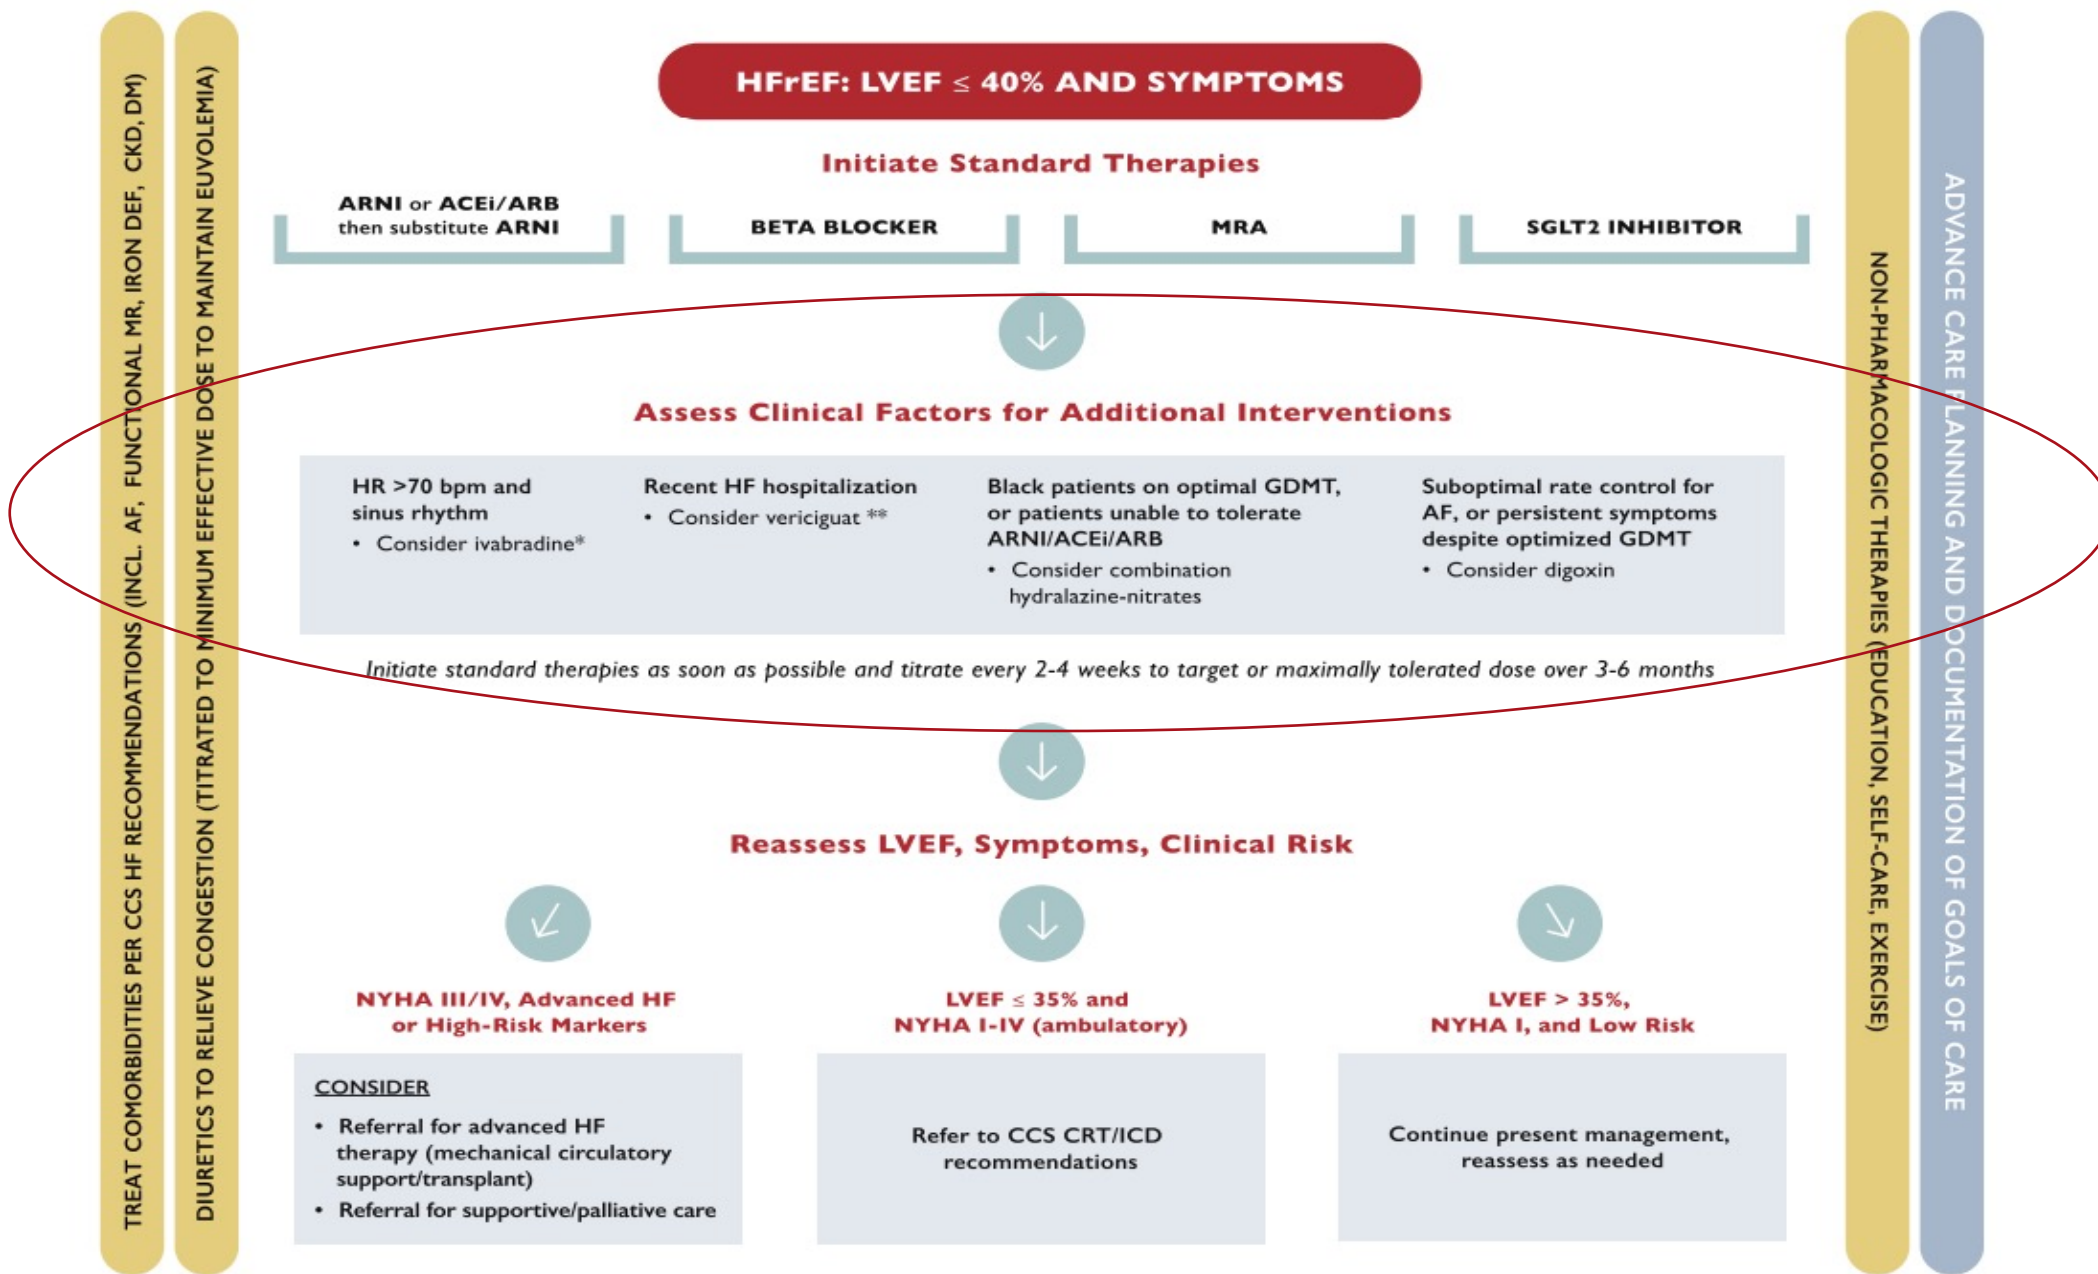 TREAT COMORBIDITIES PER CCS HF RECOMMENDATIONS (INCL. AF, FUNCTIONAL MR, IRON DEF, CKD, DM)
DIURETICS TO RELIEVE CONGESTION (TITRATED TO MINIMUM EFFECTIVE DOSE TO MAINTAIN EUVOLEMIA)
HFrEF: LVEF ≤ 40% AND SYMPTOMS
Initiate Standard Therapies
ARNI or ACEi/ARB
then substitute ARNI
BETA BLOCKER
MRA
SGLT2 INHIBITOR
Assess Clinical Factors for Additional Interventions
HR >70 bpm and
sinus rhythm
• Consider ivabradine*
Recent HF hospitalization
• Consider vericiguat **
Black patients on optimal GDMT,
or patients unable to tolerate
ARNI/ACEi/ARB
• Consider combination
hydralazine-nitrates
Suboptimal rate control for
AF, or persistent symptoms
despite optimized GDMT
• Consider digoxin
Initiate standard therapies as soon as possible and titrate every 2-4 weeks to target or maximally tolerated dose over 3-6 months
Reassess LVEF, Symptoms, Clinical Risk
NYHA III/IV, Advanced HF
or High-Risk Markers
CONSIDER
• Referral for advanced HF
therapy (mechanical circulatory
support/transplant)
• Referral for supportive/palliative care
LVEF ≤ 35% and
NYHA I-IV (ambulatory)
Refer to CCS CRT/ICD
recommendations
LVEF > 35%,
NYHA I, and Low Risk
Continue present management,
reassess as needed
NON-PHARMACOLOGIC THERAPIES (EDUCATION, SELF-CARE, EXERCISE)
ADVANCE CARE PLANNING AND DOCUMENTATION OF GOALS OF CARE